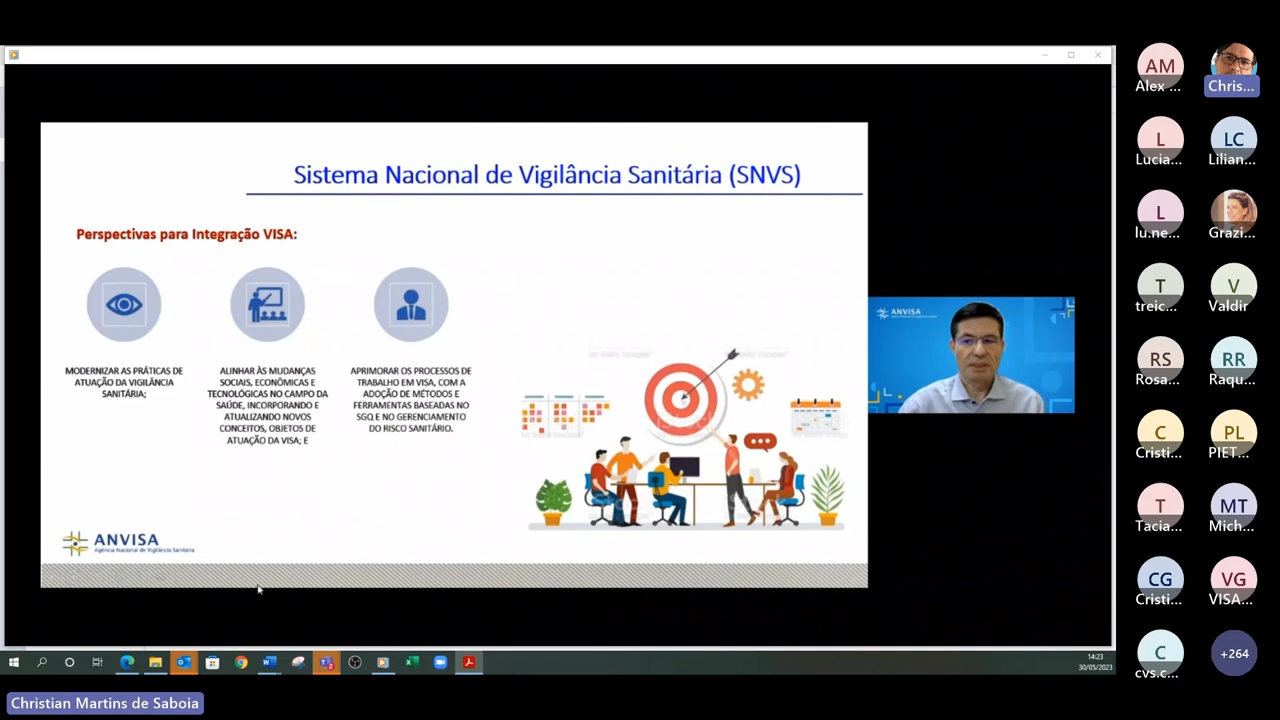 Sistema Nacional de Vigilância Sanitária (SNVS)
Perspectivas para Integração VISA:
MODERNIZAR AS PRÁTICAS DE
ATUAÇÃO DA VIGILÂNCIA
SANITÁRIA;
ALINHAR ÀS MUDANÇAS
SOCIAIS, ECONÔMICAS E
TECNOLÓGICAS NO CAMPO DA
SAÚDE, INCORPORANDO E
ATUALIZANDO NOVOS
CONCEITOS, OBJETOS DE
ATUAÇÃO DA VISA; E
APRIMORAR OS PROCESSOS DE
TRABALHO EM VISA, COM A
ADOÇÃO DE MÉTODOS E
FERRAMENTAS BASEADAS NO
SGQ E NO GERENCIAMENTO
DO RISCO SANITÁRIO.
ANVISA
Agência Nacional de Vigilância Sanitária
ANVISA
AM
Alex ...
Chris...
L
Lucia...
LC
Lilian...
L
lu.ne...
Grazi...
T
treic...
V
Valdir
RS
Rosa...
RR
Raqu...
C
Cristi...
PL
PIET...
T
Tacia...
MT
Mich...
CG
Cristi...
VG
VISA...
C
cvs.c...
+264
14:23
30/05/2023
Christian Martins de Saboia